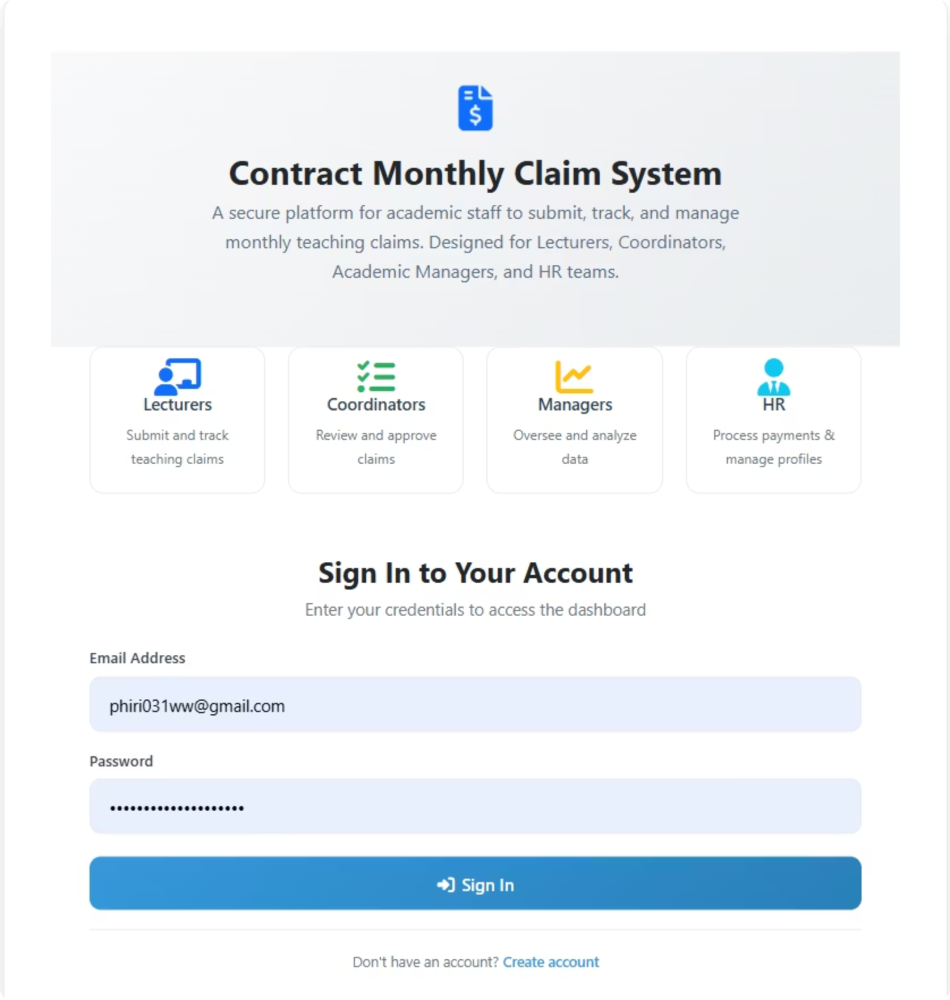 Contract Monthly Claim System
A secure platform for academic staff to submit, track, and manage
monthly teaching claims. Designed for Lecturers, Coordinators,
Academic Managers, and HR teams.
Lecturers
Submit and track
teaching claims
Coordinators
Review and approve
claims
Managers
Oversee and analyze
data
HR
Process payments &
manage profiles
Sign In to Your Account
Enter your credentials to access the dashboard
Email Address
phiri031ww@gmail.com
Password
••••••••••••••••••••
Sign In
Don't have an account? Create account